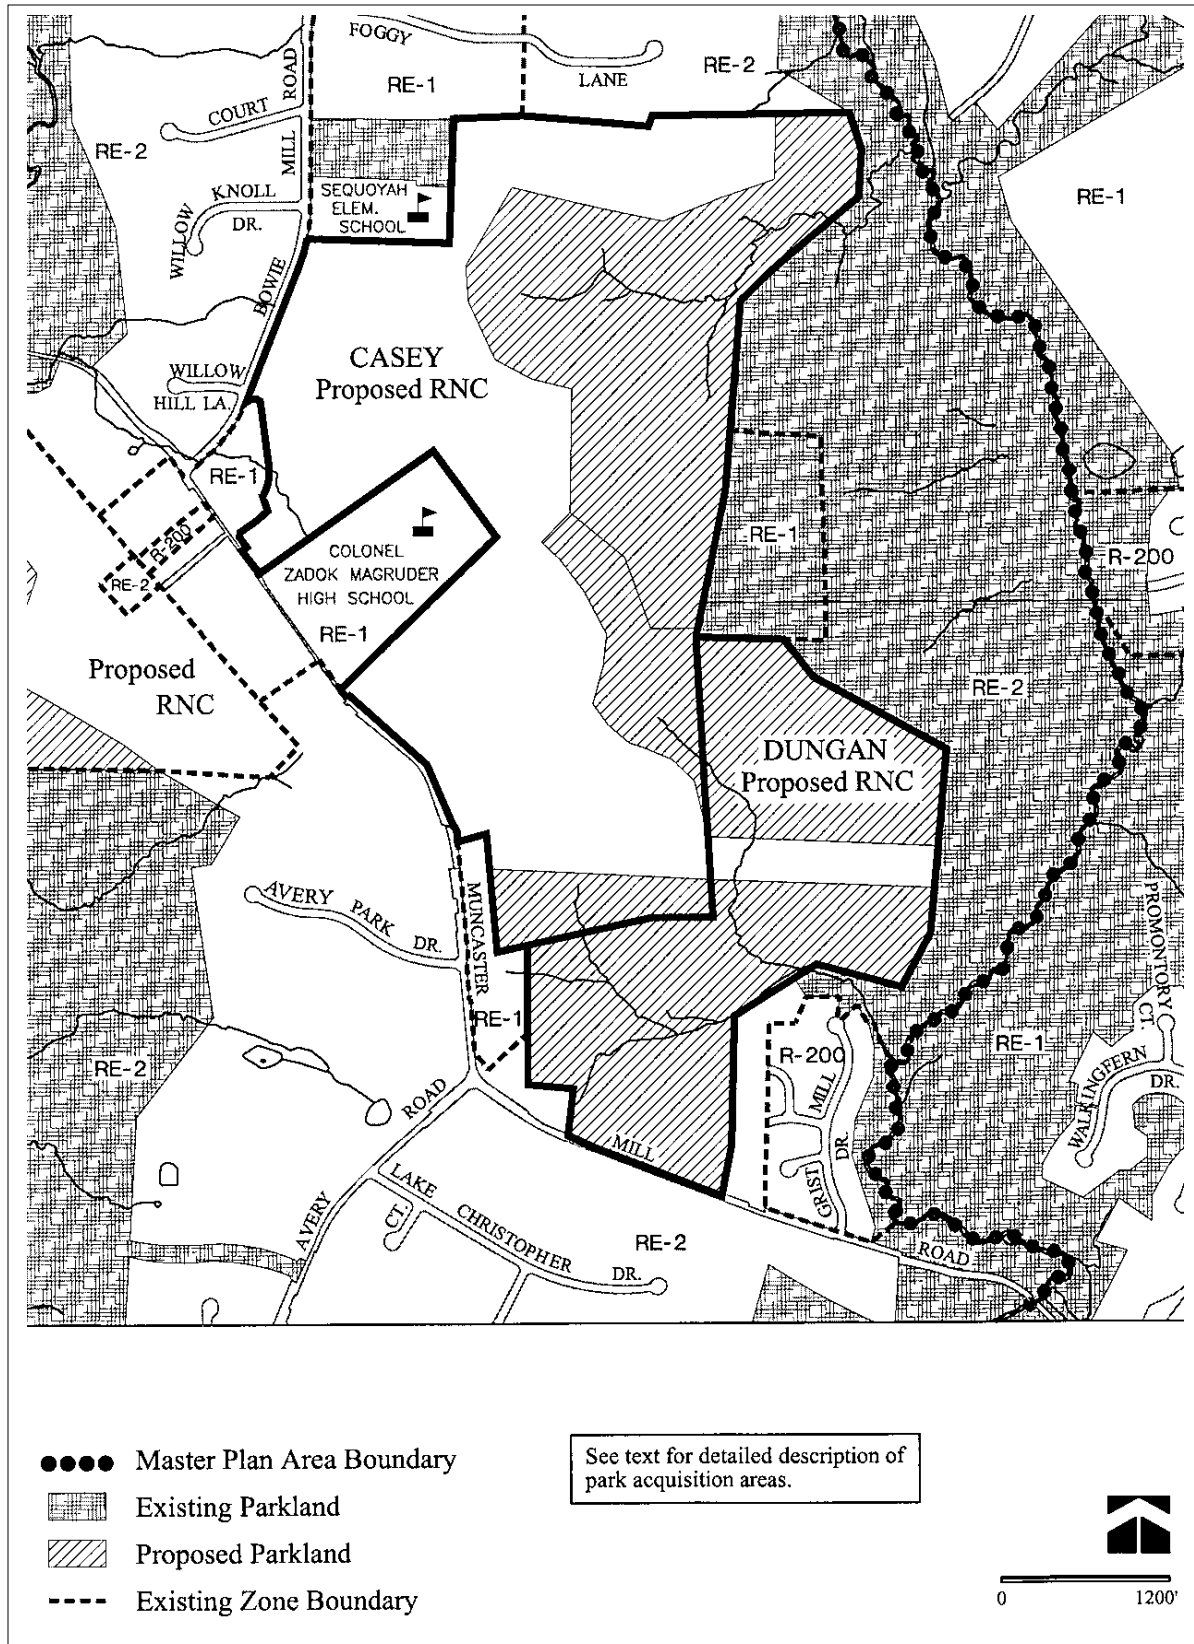 FOGGY
LANE
RE-1
RE-2
COURT
ROAD
RE-2
MILL
KNOLL
WILLOW
DR.
SEQUOYAH
ELEM.
SCHOOL
RE-1
BOWIE
CASEY
Proposed RNC
WILLOW
HILL LA.
RE-1
R-200
RE-2
COLONEL
ZADOK MAGRUDER
HIGH SCHOOL
RE-1
RE-1
R-200
Proposed
RNC
RE-2
DUNGAN
Proposed RNC
AVERY PARK DR.
MUNCASTER
PROMONTORY
CT.
RE-1
RE-2
R-200
RE-1
WALKINGFERN
DR.
ROAD
MILL
GRIST MILL
DR.
LAKE CHRISTOPHER DR.
CT.
AVERY
RE-2
ROAD
Master Plan Area Boundary
Existing Parkland
Proposed Parkland
Existing Zone Boundary
See text for detailed description of
park acquisition areas.
0 1200'